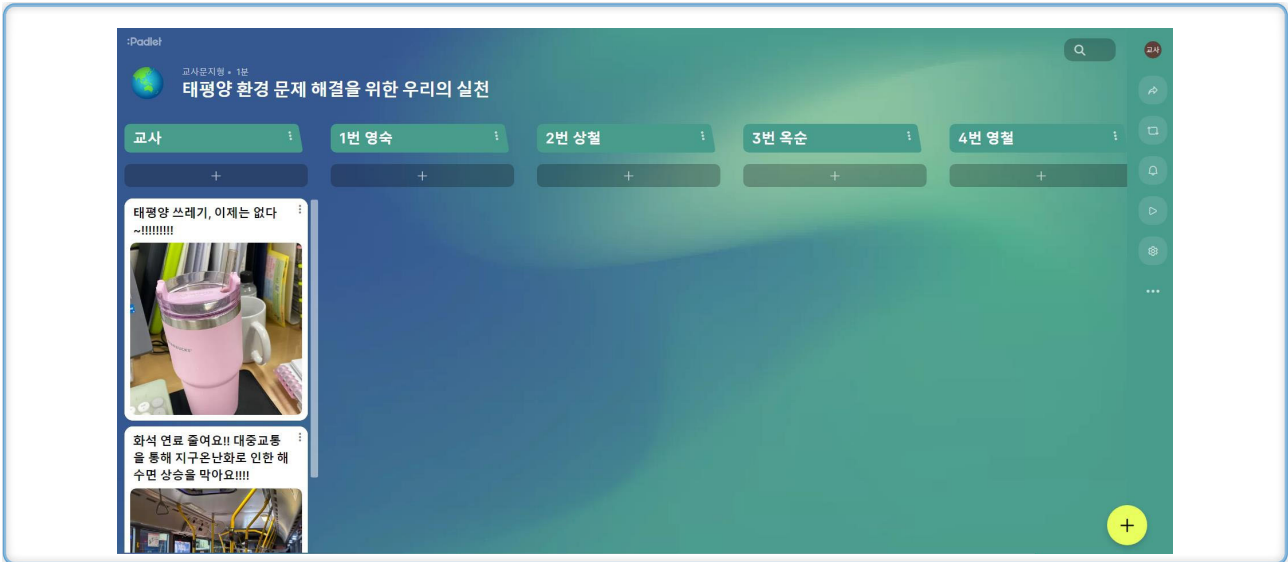 :Padlet
교사
교사문지형 • 1분
태평양 환경 문제 해결을 위한 우리의 실천
교사
1번 영숙
2번 상철
3번 옥순
4번 영철
태평양 쓰레기, 이제는 없다
~!!!!!!!!!
화석 연료 줄여요!! 대중교통
을 통해 지구온난화로 인한 해
수면 상승을 막아요!!!!